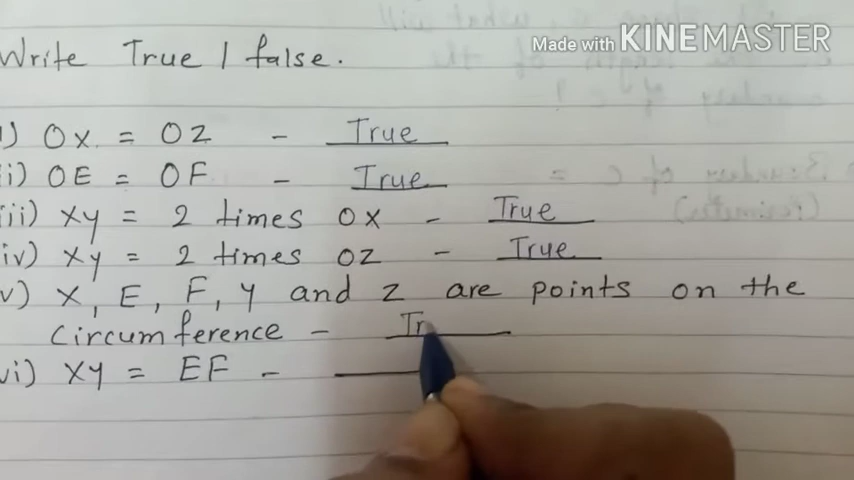 Made with KINEMASTER
Write True / false.
i) OX = OZ - True
ii) OE = OF - True
iii) XY = 2 times OX - True
iv) XY = 2 times OZ - True
v) X, E, F, Y and Z are points on the
Circumference - Tr
vi) XY = EF -